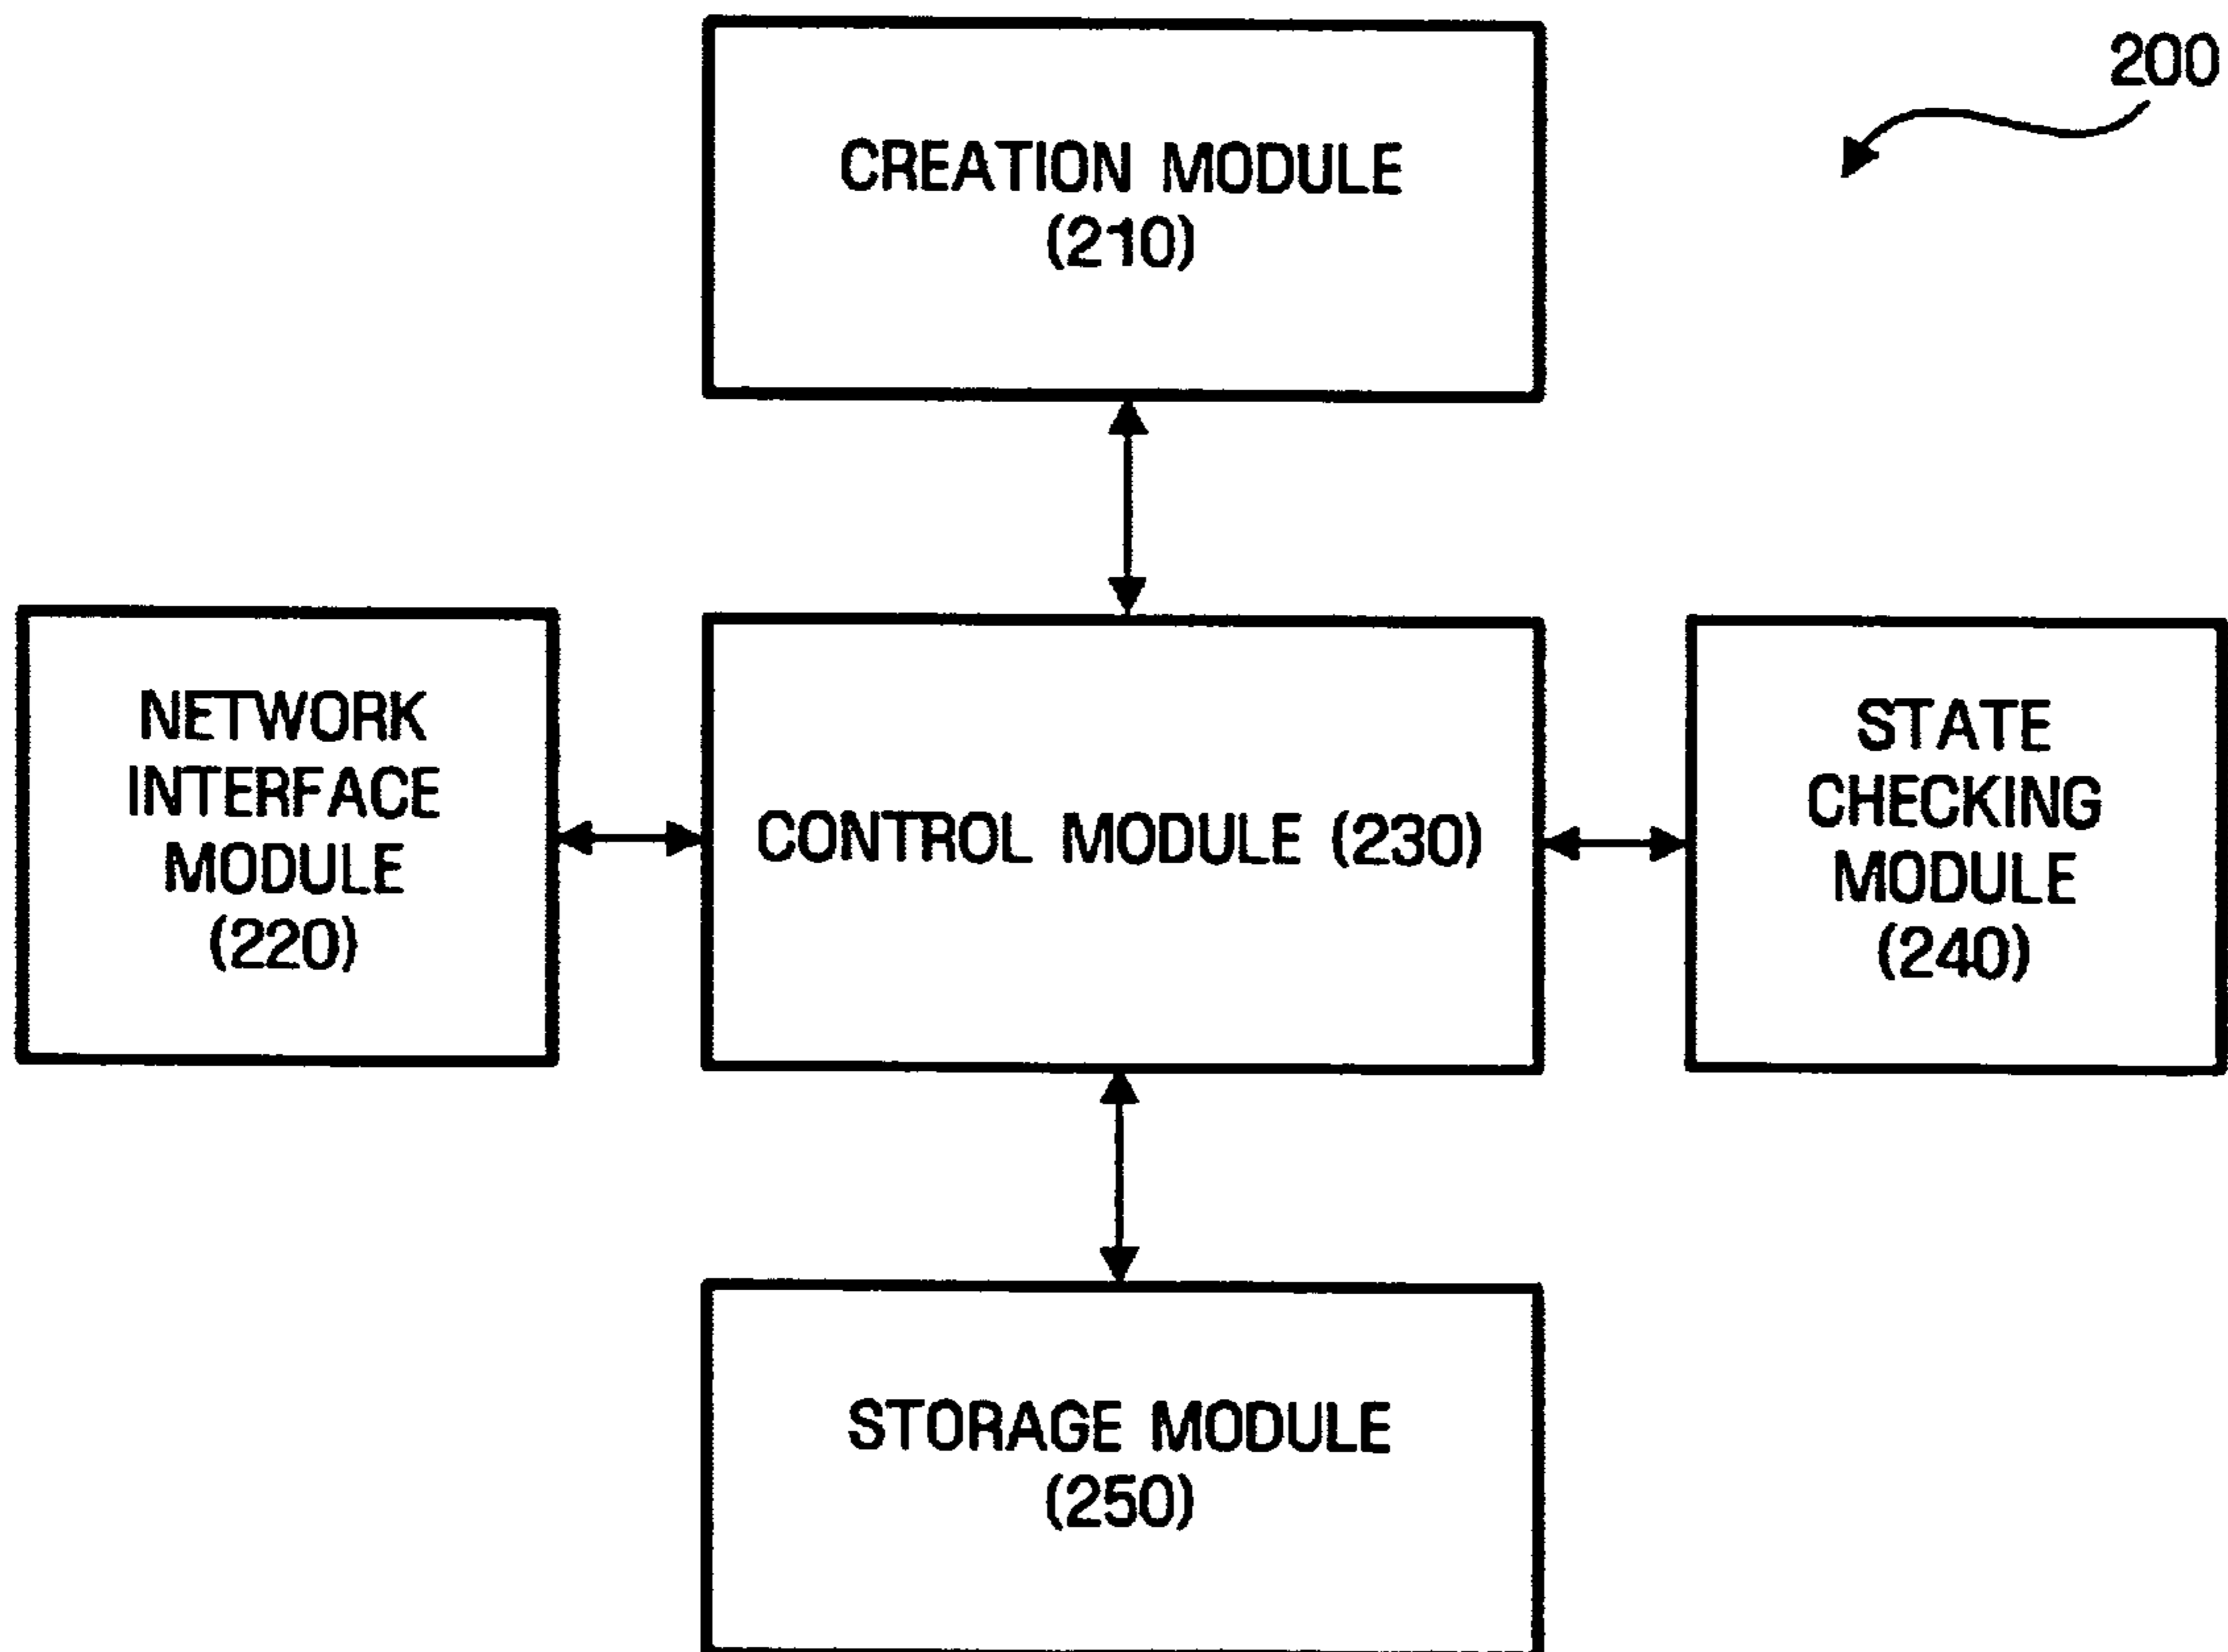 200
CREATION MODULE
(210)
NETWORK
INTERFACE
MODULE
(220)
CONTROL MODULE (230)
STATE
CHECKING
MODULE
(240)
STORAGE MODULE
(250)